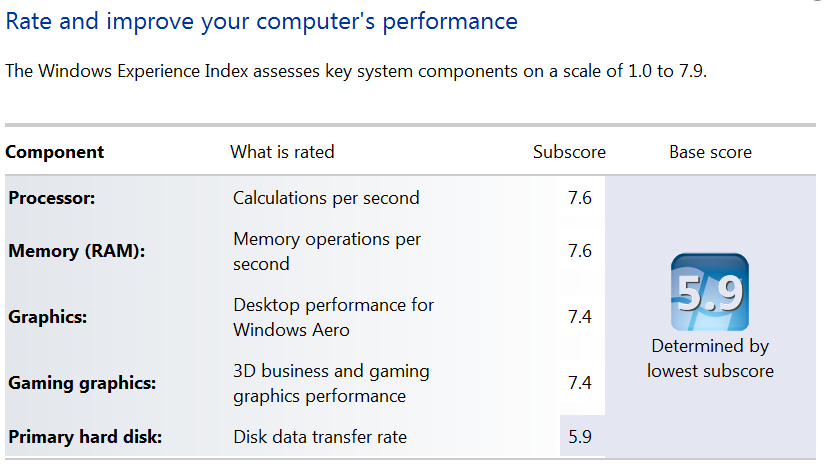 Rate and improve your computer's performance
The Windows Experience Index assesses key system components on a scale of 1.0 to 7.9.
Component What is rated Subscore Base score
Processor: Calculations per second 7.6
Memory (RAM): Memory operations per second 7.6
Graphics: Desktop performance for Windows Aero 7.4
Gaming graphics: 3D business and gaming graphics performance 7.4
Primary hard disk: Disk data transfer rate 5.9
5.9
Determined by
lowest subscore